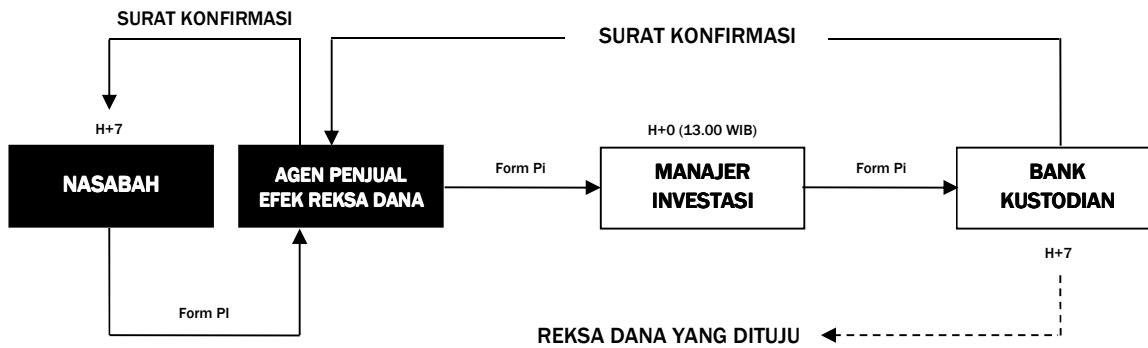 SURAT KONFIRMASI
SURAT KONFIRMASI
H+7
H+0 (13.00 WIB)
NASABAH
AGEN PENJUAL
EFEK REKSA DANA
Form Pi
MANAJER
INVESTASI
Form Pi
BANK
KUSTODIAN
H+7
Form PI
REKSA DANA YANG DITUJU